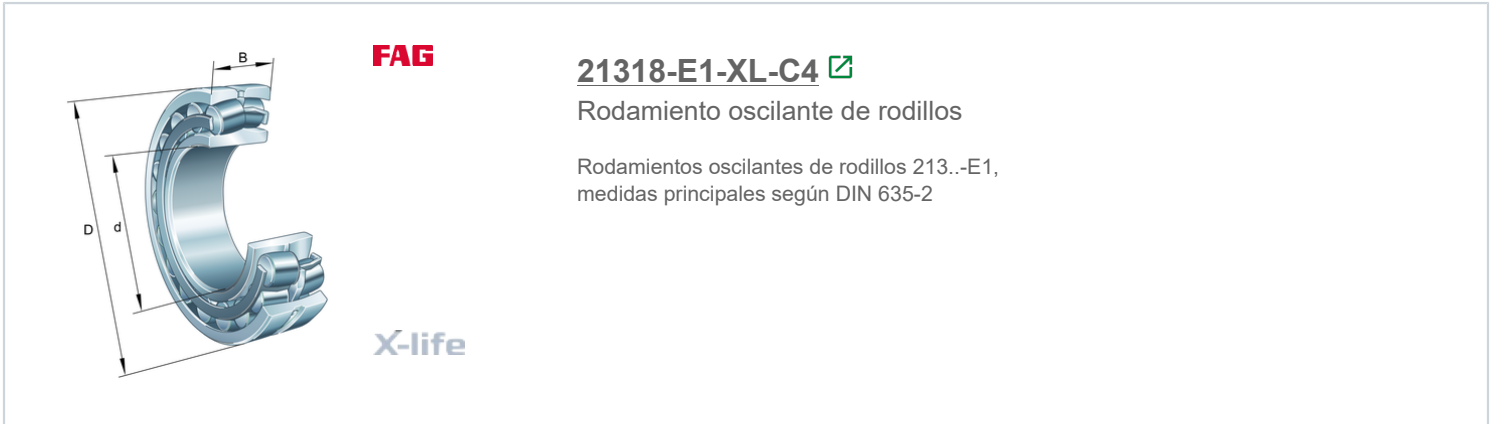 FAG
B
D
d
X-life
21318-E1-XL-C4
Rodamiento oscilante de rodillos
Rodamientos oscilantes de rodillos 213..-E1,
medidas principales según DIN 635-2